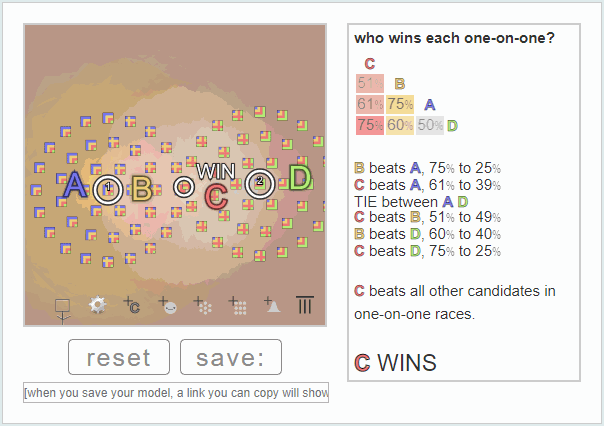 who wins each one-on-one?
C
51% B
61% 75% A
75% 60% 50% D
B beats A, 75% to 25%
C beats A, 61% to 39%
TIE between A D
C beats B, 51% to 49%
B beats D, 60% to 40%
C beats D, 75% to 25%
C beats all other candidates in
one-on-one races.
C WINS
WIN
A 1 B C 2 D
C
reset save:
[when you save your model, a link you can copy will show